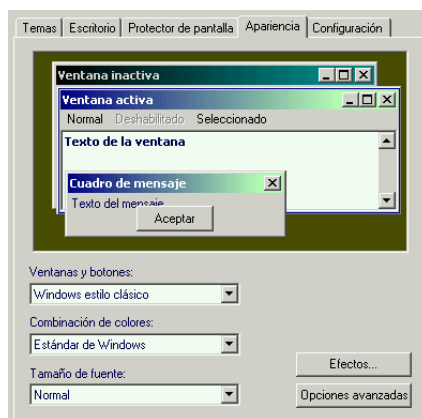 Temas Escritorio Protector de pantalla Apariencia Configuración
Ventana inactiva
Ventana activa
Normal Deshabilitado Seleccionado
Texto de la ventana
Cuadro de mensaje
Texto del mensaje
Aceptar
Ventanas y botones:
Windows estilo clásico
Combinación de colores:
Estándar de Windows
Efectos...
Tamaño de fuente:
Normal
Opciones avanzadas